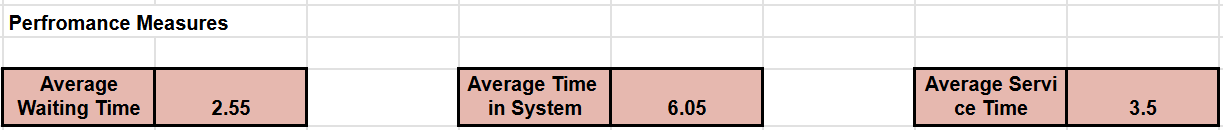 Perfromance Measures
Average
Waiting Time
2.55
Average Time
in System
6.05
Average Servi
ce Time
3.5